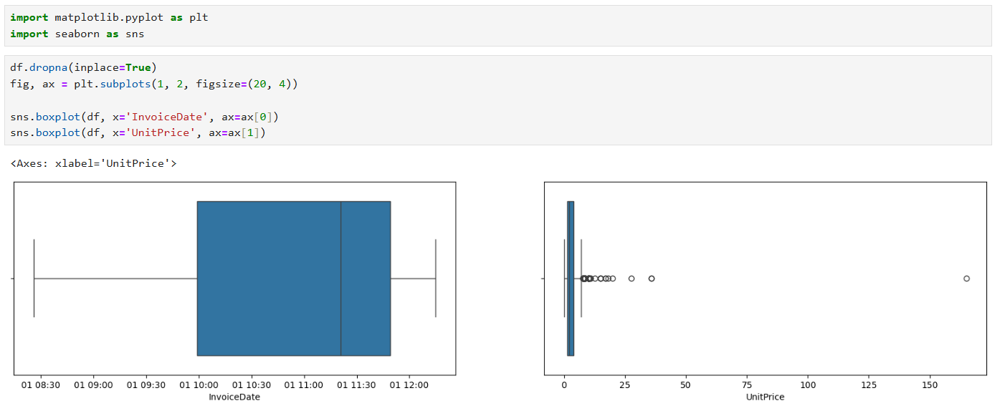 import matplotlib.pyplot as plt
import seaborn as sns
df.dropna(inplace=True)
fig, ax = plt.subplots(1, 2, figsize=(20, 4))
sns.boxplot(df, x='InvoiceDate', ax=ax[0])
sns.boxplot(df, x='UnitPrice', ax=ax[1])
<Axes: xlabel='UnitPrice'>
01 08:30 01 09:00 01 09:30 01 10:00 01 10:30 01 11:00 01 11:30 01 12:00
InvoiceDate
0 25 50 75 100 125 150
UnitPrice